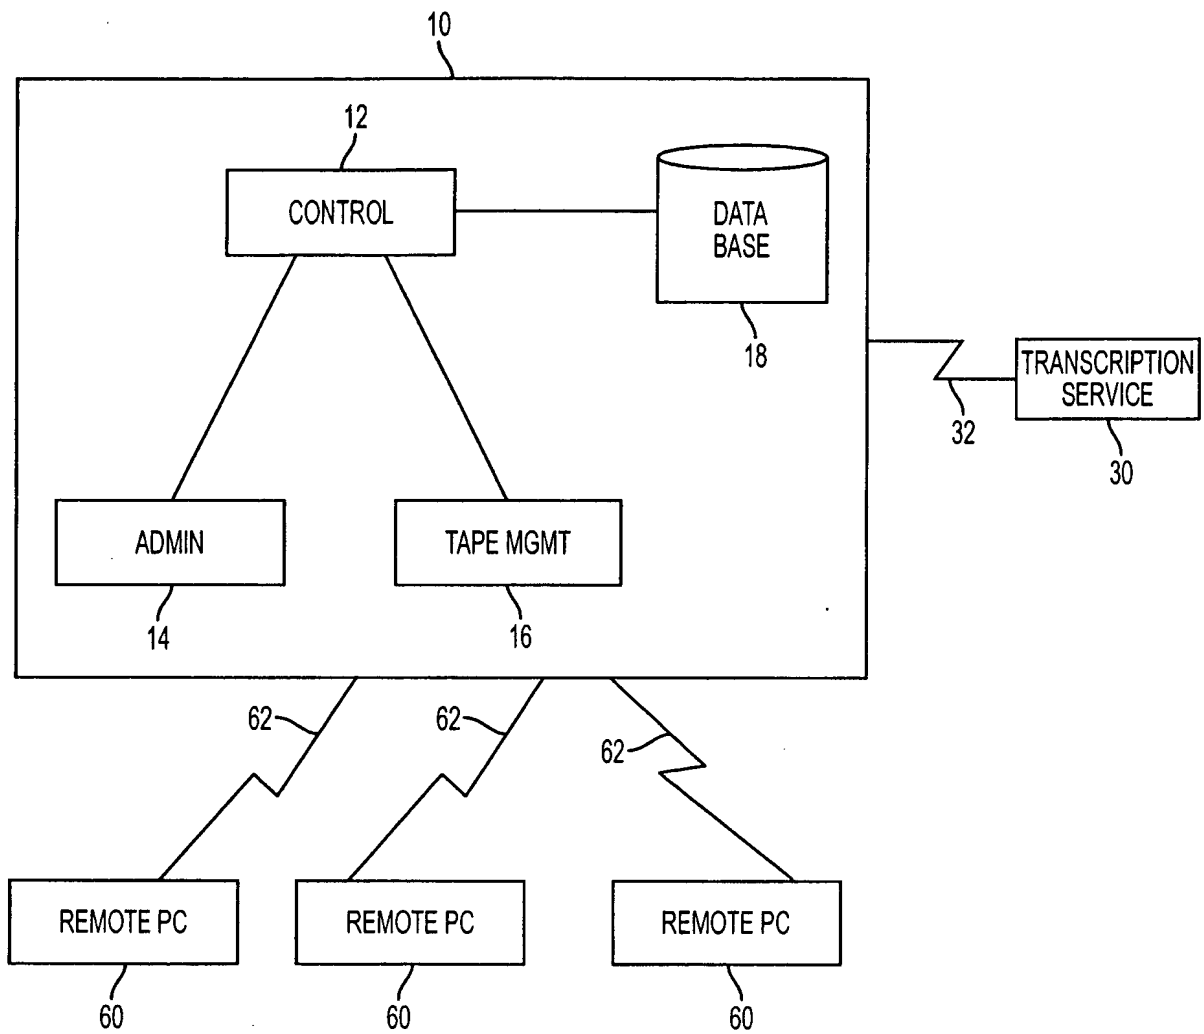 10
12
CONTROL
DATA
BASE
18
TRANSCRIPTION
SERVICE
32
30
ADMIN
TAPE MGMT
14
16
62
62
62
REMOTE PC
REMOTE PC
REMOTE PC
60
60
60